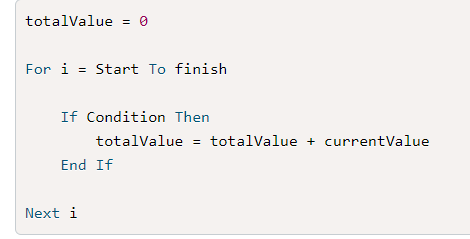 totalValue = 0
For i = Start To finish
If Condition Then
totalValue = totalValue + currentValue
End If
Next i